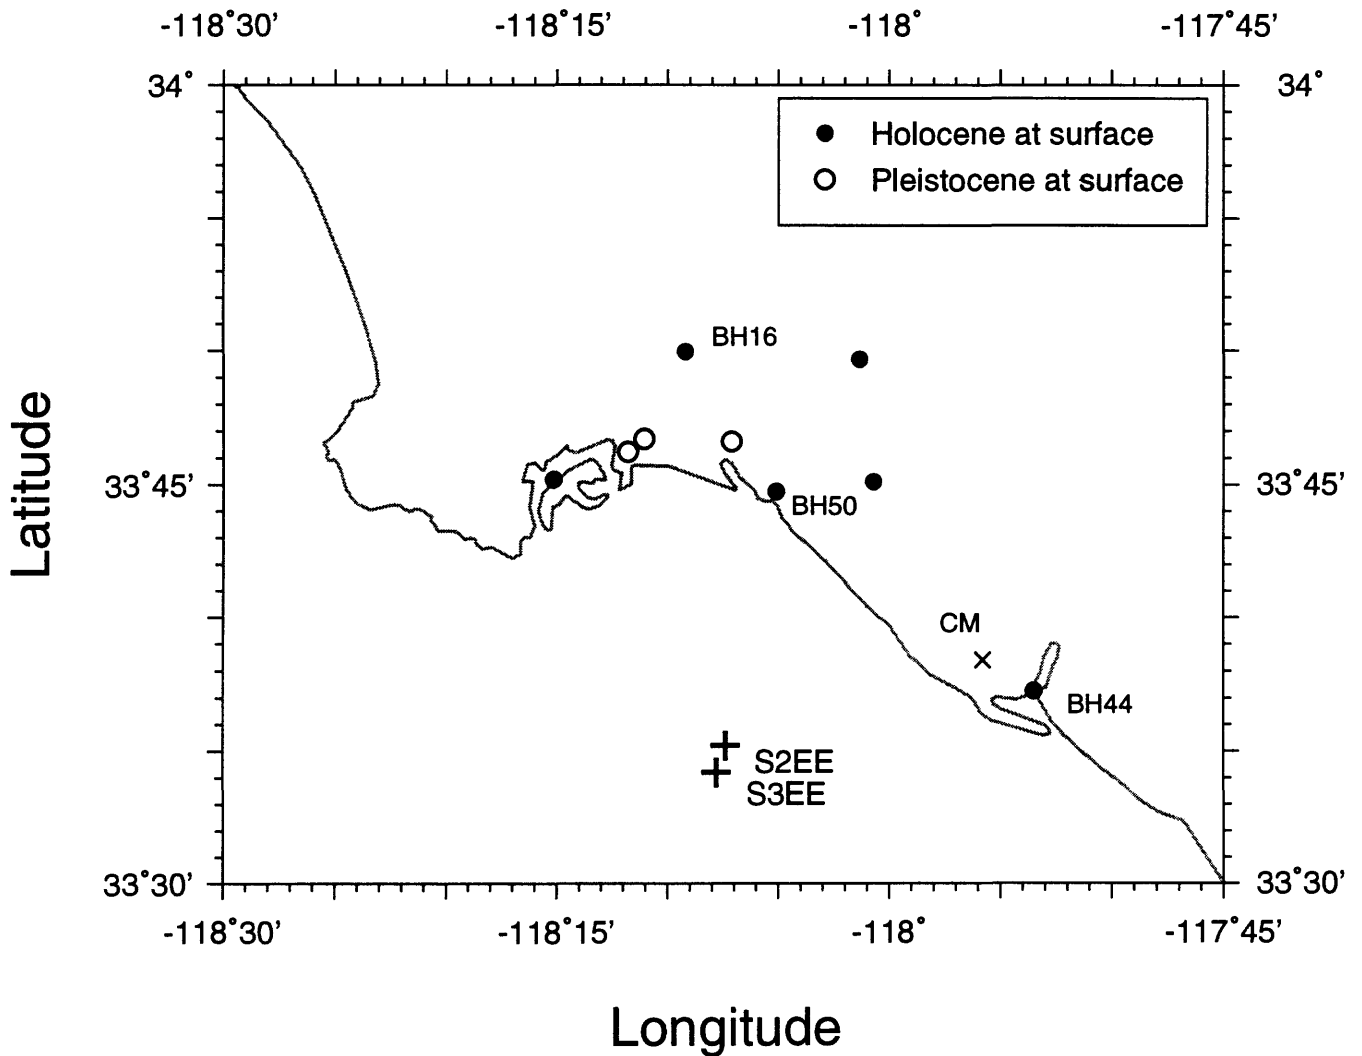 -118°30' -118°15' -118° -117°45'
34° 34°
Holocene at surface
Pleistocene at surface
BH16
Latitude
33°45' 33°45'
BH50
CM
BH44
S2EE
S3EE
33°30' 33°30'
-118°30' -118°15' -118° -117°45'
Longitude